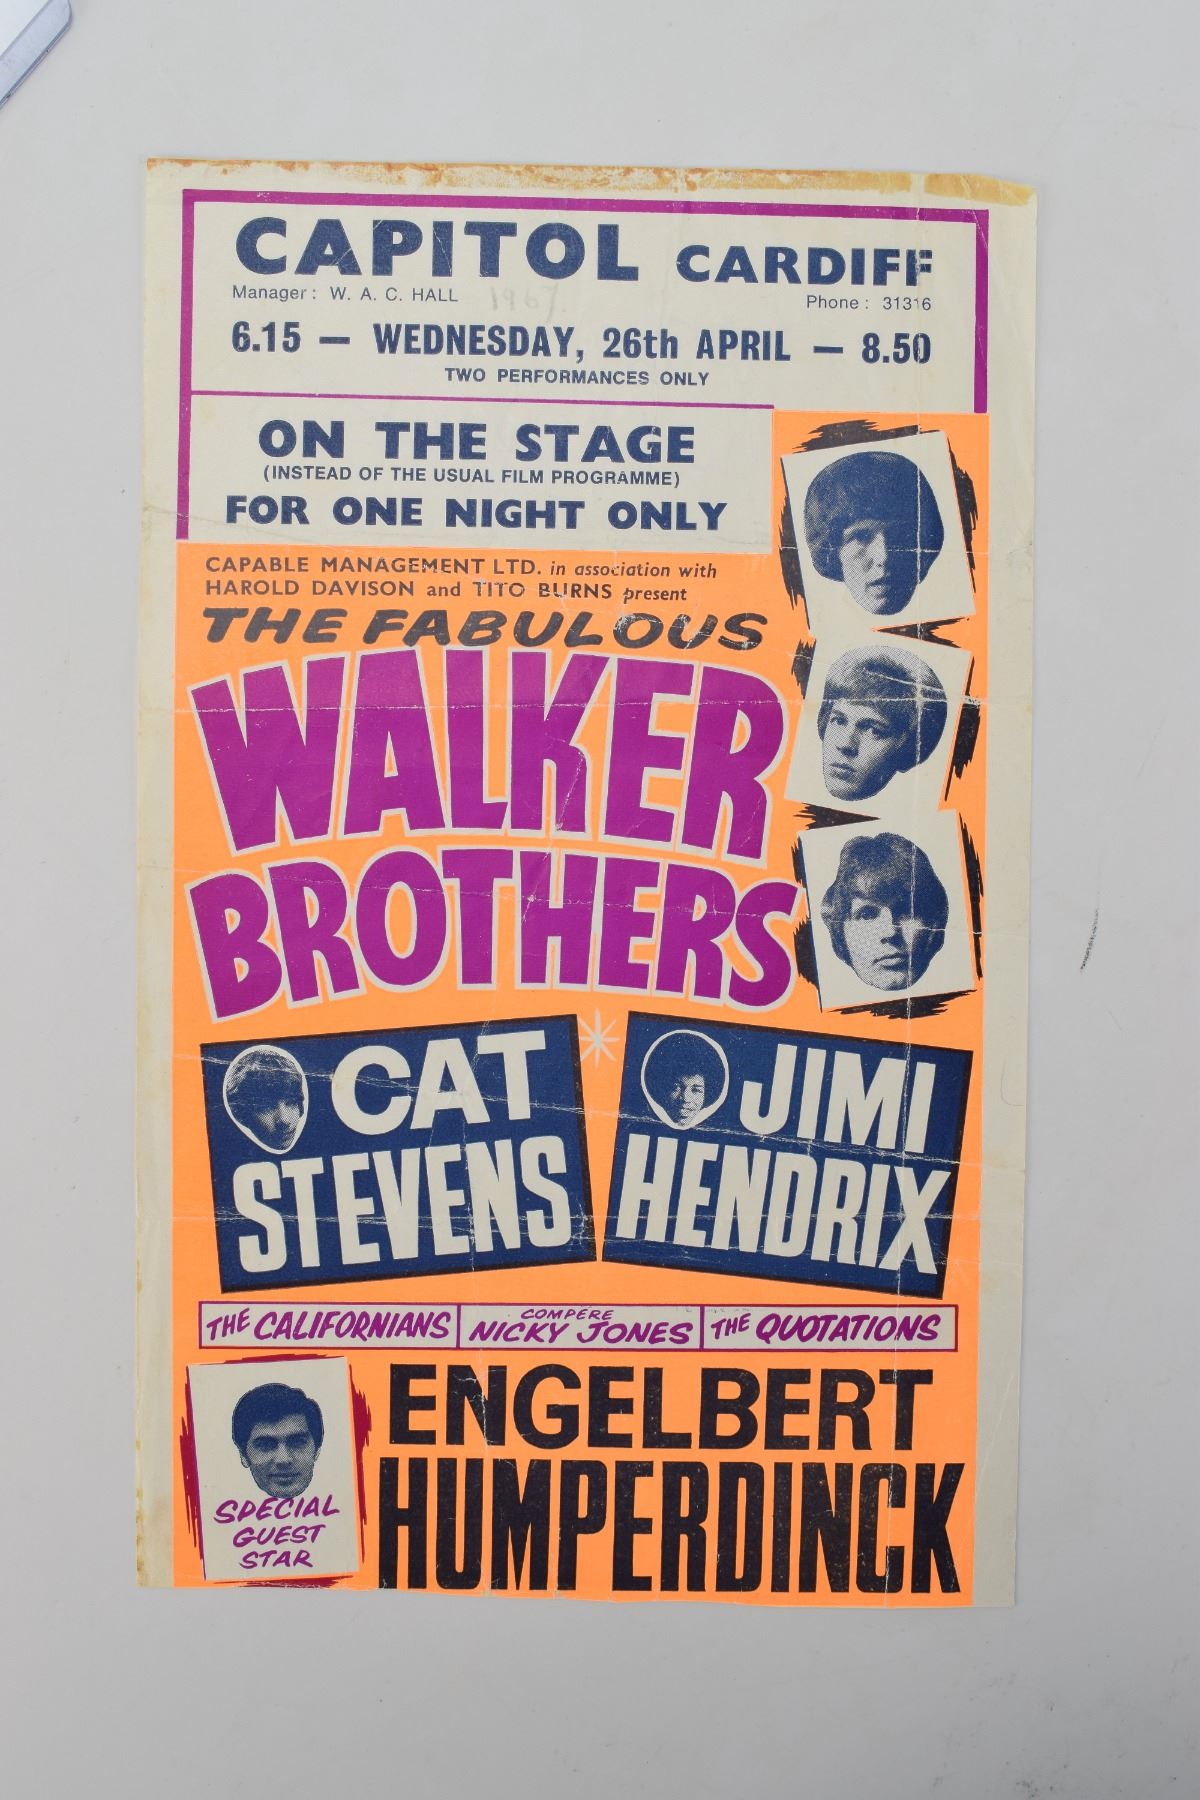 CAPITOL CARDIFF
Manager: W. A. C. HALL 1967 Phone: 31316
6.15 — WEDNESDAY, 26th APRIL — 8.50
TWO PERFORMANCES ONLY
ON THE STAGE
(INSTEAD OF THE USUAL FILM PROGRAMME)
FOR ONE NIGHT ONLY
CAPABLE MANAGEMENT LTD. in association with
HAROLD DAVISON and TITO BURNS present
THE FABULOUS
WALKER
BROTHERS
CAT
STEVENS
JIMI
HENDRIX
THE CALIFORNIANS
COMPERE
NICKY JONES
THE QUOTATIONS
SPECIAL
GUEST
STAR
ENGELBERT
HUMPERDINCK